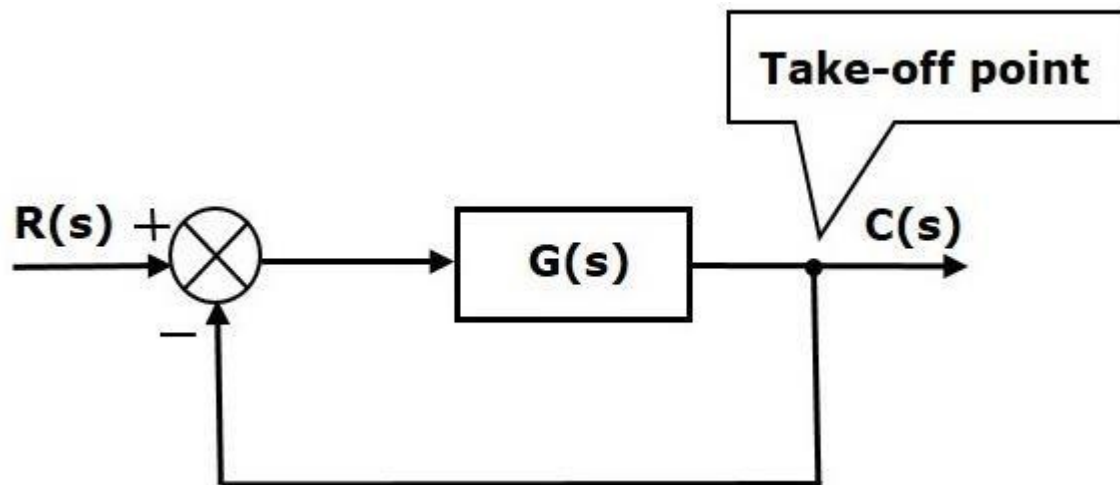 Take-off point
R(s) +
G(s)
C(s)
−